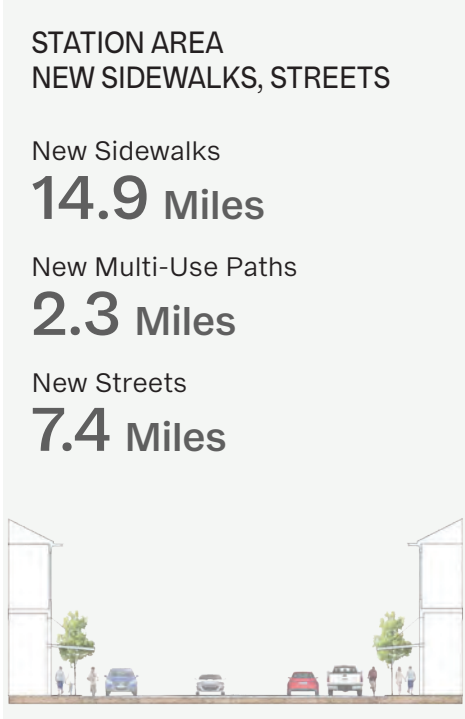 STATION AREA
NEW SIDEWALKS, STREETS
New Sidewalks
14.9 Miles
New Multi-Use Paths
2.3 Miles
New Streets
7.4 Miles